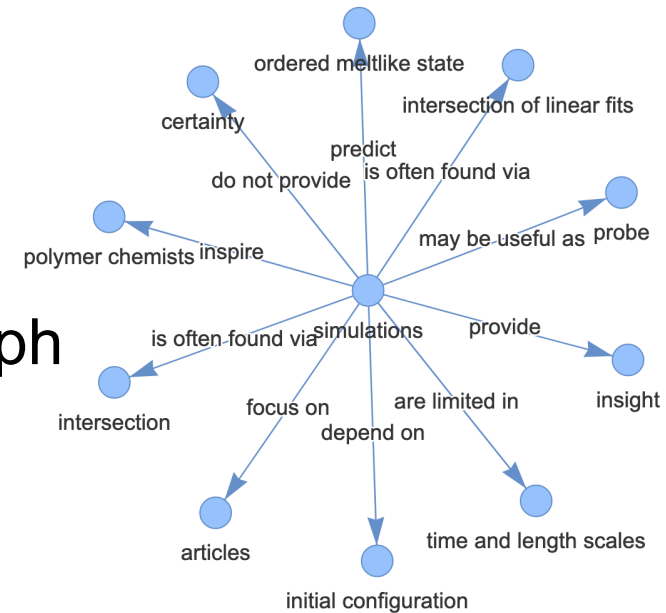 ordered meltlike state
intersection of linear fits
certainty
predict
is often found via
do not provide
probe
may be useful as
inspire
polymer chemists
provide
simulations
is often found via
ph
insight
are limited in
focus on
intersection
depend on
time and length scales
articles
initial configuration